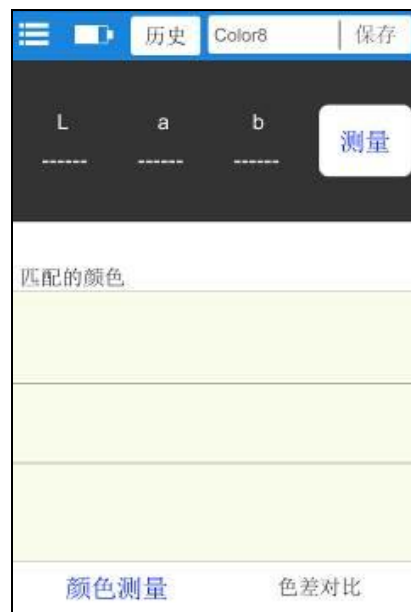 历史 Color8 保存
L a b
------ ------ ------ 测量
匹配的颜色
颜色测量 色差对比